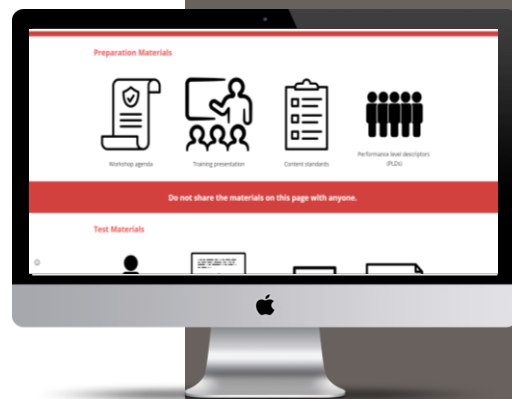 Preparation Materials
Workshop agenda
Training presentation
Content standards
Performance level descriptors
(PLDs)
Do not share the materials on this page with anyone.
Test Materials